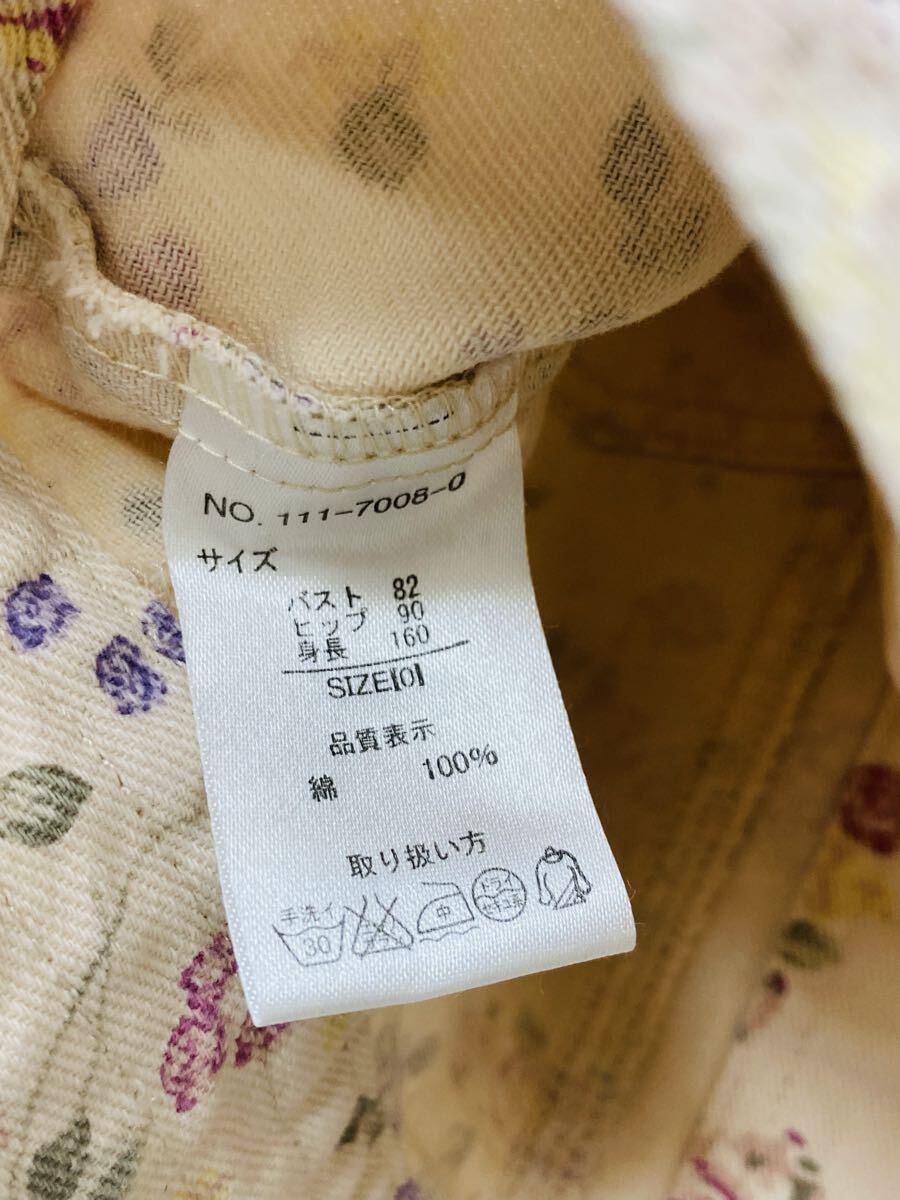 NO. 111-7008-0
サイズ
バスト 82
ヒップ 90
身長 160
SIZE[0]
品質表示
綿 100%
取り扱い方
手洗イ
30
中